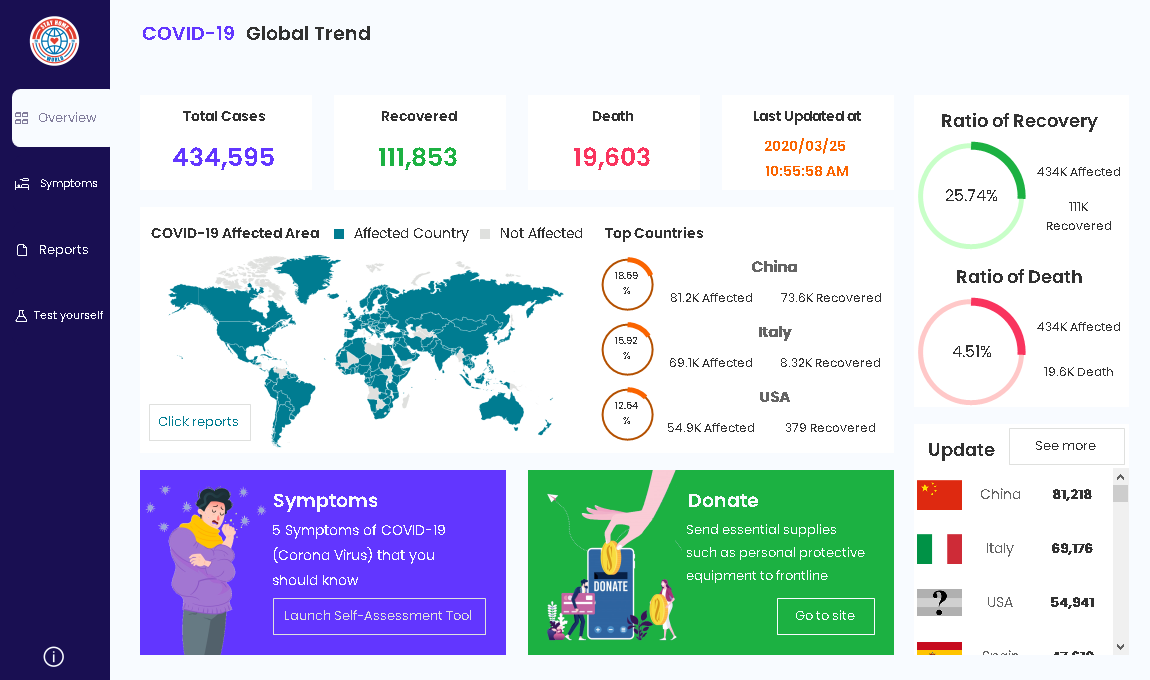 STAY HOME
WORLD
COVID-19 Global Trend
Overview
Symptoms
Reports
Test yourself
Total Cases
434,595
Recovered
111,853
Death
19,603
Last Updated at
2020/03/25
10:55:58 AM
COVID-19 Affected Area
Affected Country
Not Affected
Click reports
Top Countries
18.69
%
China
81.2K Affected 73.6K Recovered
15.92
%
Italy
69.1K Affected 8.32K Recovered
12.64
%
USA
54.9K Affected 379 Recovered
Ratio of Recovery
25.74%
434K Affected
111K
Recovered
Ratio of Death
4.51%
434K Affected
19.6K Death
Symptoms
5 Symptoms of COVID-19
(Corona Virus) that you
should know
Launch Self-Assessment Tool
DONATE
Donate
Send essential supplies
such as personal protective
equipment to frontline
Go to site
Update
See more
China 81,218
Italy 69,176
? USA 54,941
Spain